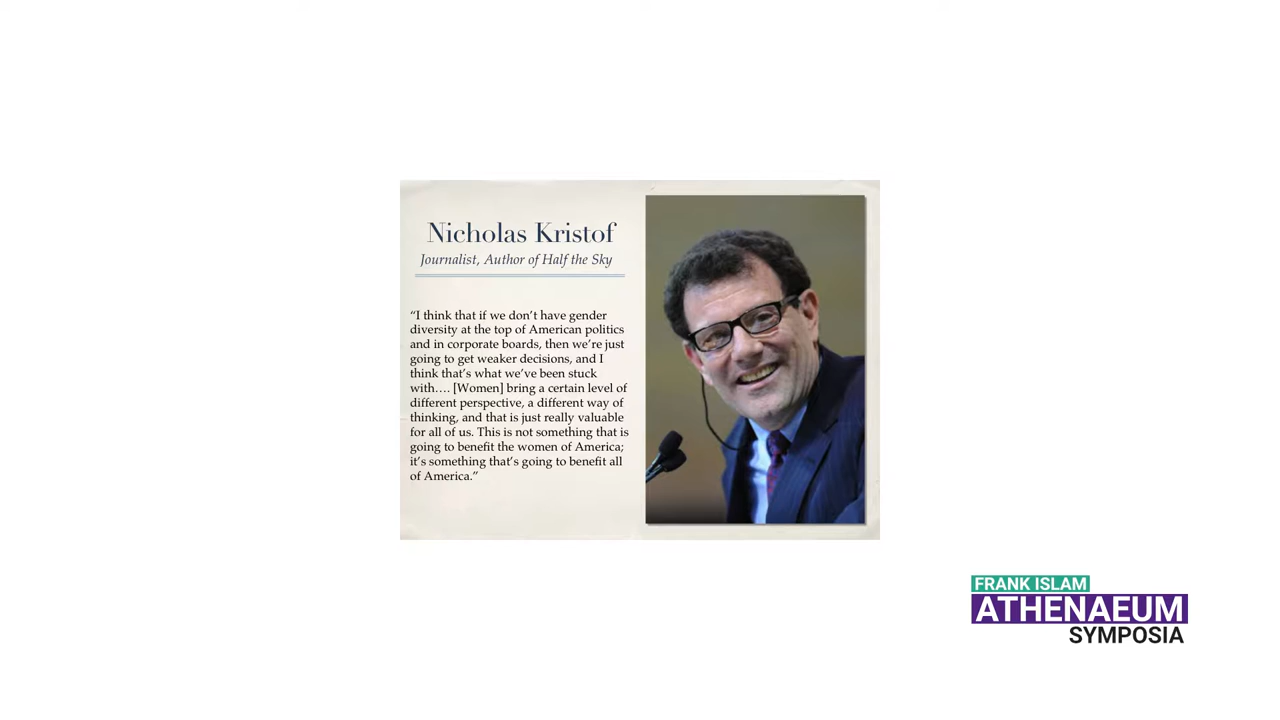 Nicholas Kristof
Journalist, Author of Half the Sky
“I think that if we don’t have gender
diversity at the top of American politics
and in corporate boards, then we’re just
going to get weaker decisions, and I
think that’s what we’ve been stuck
with…. [Women] bring a certain level of
different perspective, a different way of
thinking, and that is just really valuable
for all of us. This is not something that is
going to benefit the women of America;
it’s something that’s going to benefit all
of America.”
FRANK ISLAM
ATHENAEUM
SYMPOSIA